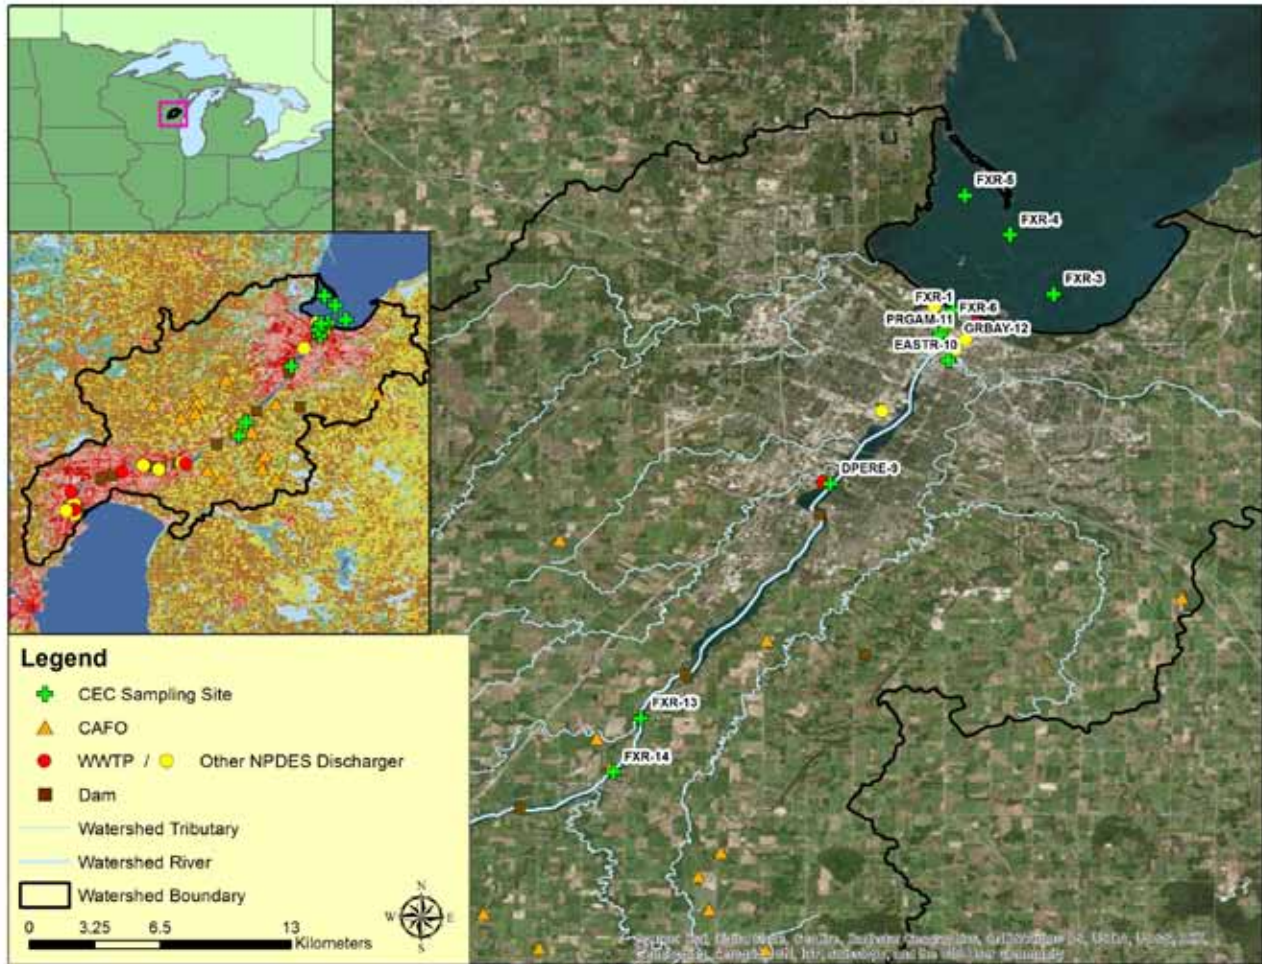 FXR-5
FXR-4
FXR-3
FXR-1
FXR-6
PRGAM-11
GRBAY-12
EASTR-10
DPERE-9
FXR-13
FXR-14
Legend
CEC Sampling Site
CAFO
WWTP / Other NPDES Discharger
Dam
Watershed Tributary
Watershed River
Watershed Boundary
0 3.25 6.5 13
Kilometers
N
W E
S